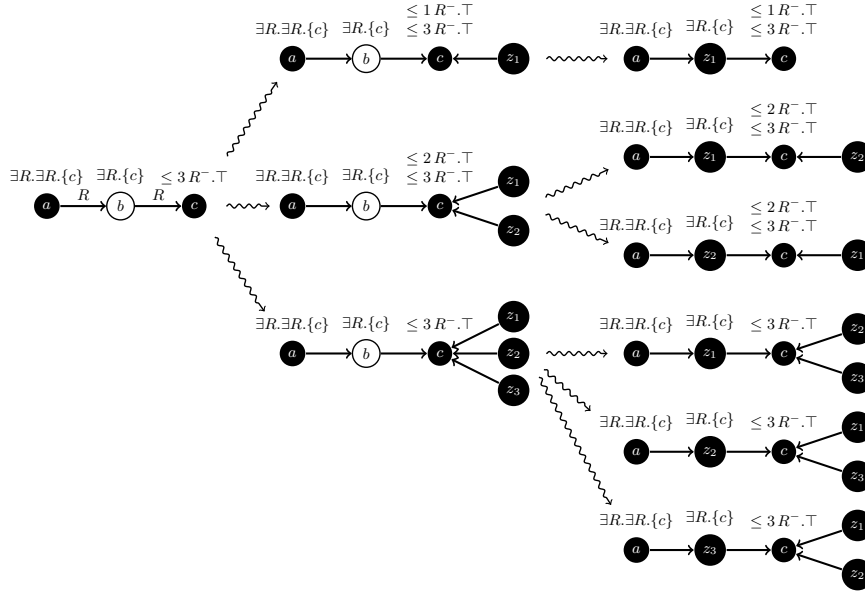 ≤ 1 R⁻.⊤ ≤ 1 R⁻.⊤
∃R.∃R.{c} ∃R.{c} ≤ 3 R⁻.⊤ ∃R.∃R.{c} ∃R.{c} ≤ 3 R⁻.⊤
a b c z₁ a z₁ c
≤ 2 R⁻.⊤
∃R.∃R.{c} ∃R.{c} ≤ 3 R⁻.⊤
a z₁ c z₂
≤ 2 R⁻.⊤
∃R.∃R.{c} ∃R.{c} ≤ 3 R⁻.⊤ ∃R.∃R.{c} ∃R.{c} ≤ 3 R⁻.⊤
z₁
a R b R c a b c
z₂
≤ 2 R⁻.⊤
∃R.∃R.{c} ∃R.{c} ≤ 3 R⁻.⊤
a z₂ c z₁
∃R.∃R.{c} ∃R.{c} ≤ 3 R⁻.⊤ ∃R.∃R.{c} ∃R.{c} ≤ 3 R⁻.⊤
z₁ z₂
a b c z₂ a z₁ c
z₃ z₃
∃R.∃R.{c} ∃R.{c} ≤ 3 R⁻.⊤
z₁
a z₂ c
z₃
∃R.∃R.{c} ∃R.{c} ≤ 3 R⁻.⊤
z₁
a z₃ c
z₂